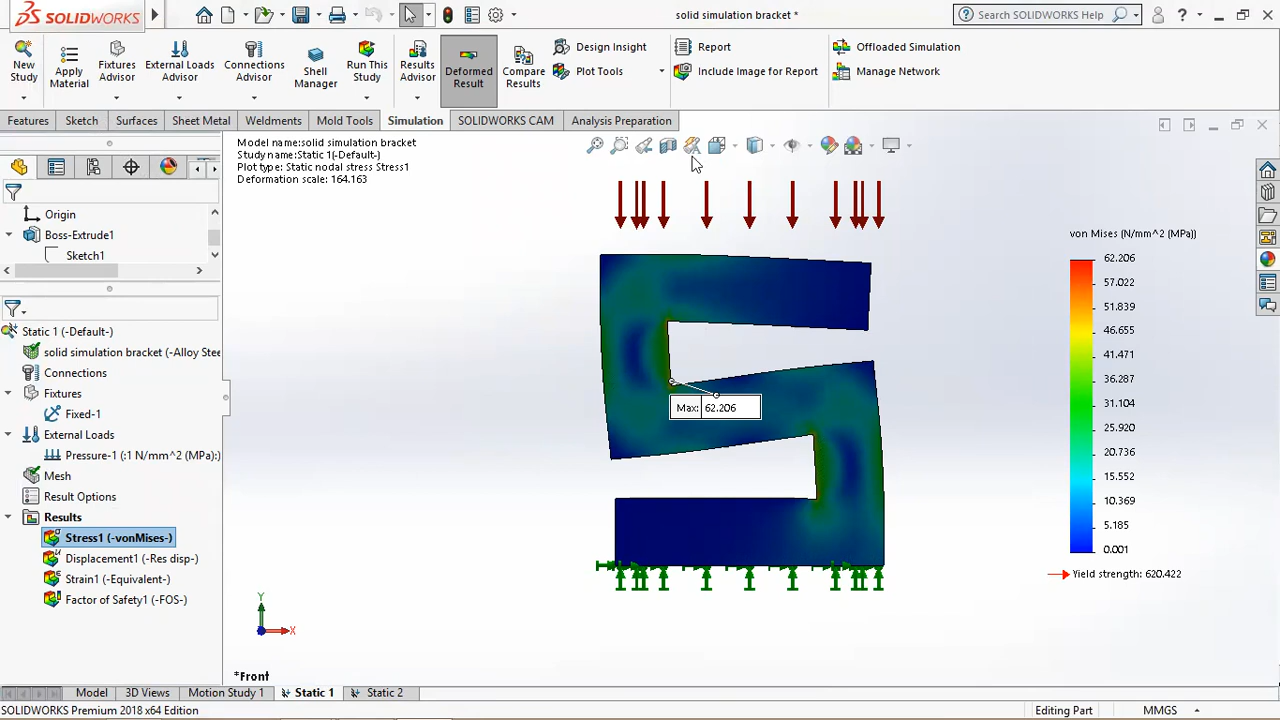 SOLIDWORKS
solid simulation bracket *
Search SOLIDWORKS Help
?
New Study
Apply Material
Fixtures Advisor
External Loads Advisor
Connections Advisor
Shell Manager
Run This Study
Results Advisor
Deformed Result
Compare Results
Design Insight
Plot Tools
Report
Include Image for Report
Offloaded Simulation
Manage Network
Features
Sketch
Surfaces
Sheet Metal
Weldments
Mold Tools
Simulation
SOLIDWORKS CAM
Analysis Preparation
Model name:solid simulation bracket
Study name:Static 1(-Default-)
Plot type: Static nodal stress Stress1
Deformation scale: 164.163
Origin
Boss-Extrude1
Sketch1
Static 1 (-Default-)
solid simulation bracket (-Alloy Stee
Connections
Fixtures
Fixed-1
External Loads
Pressure-1 (:1 N/mm^2 (MPa):)
Mesh
Result Options
Results
Stress1 (-vonMises-)
Displacement1 (-Res disp-)
Strain1 (-Equivalent-)
Factor of Safety1 (-FOS-)
Max: 62.206
von Mises (N/mm^2 (MPa))
62.206
57.022
51.839
46.655
41.471
36.287
31.104
25.920
20.736
15.552
10.369
5.185
0.001
Yield strength: 620.422
Y
X
*Front
Model
3D Views
Motion Study 1
Static 1
Static 2
SOLIDWORKS Premium 2018 x64 Edition
Editing Part
MMGS